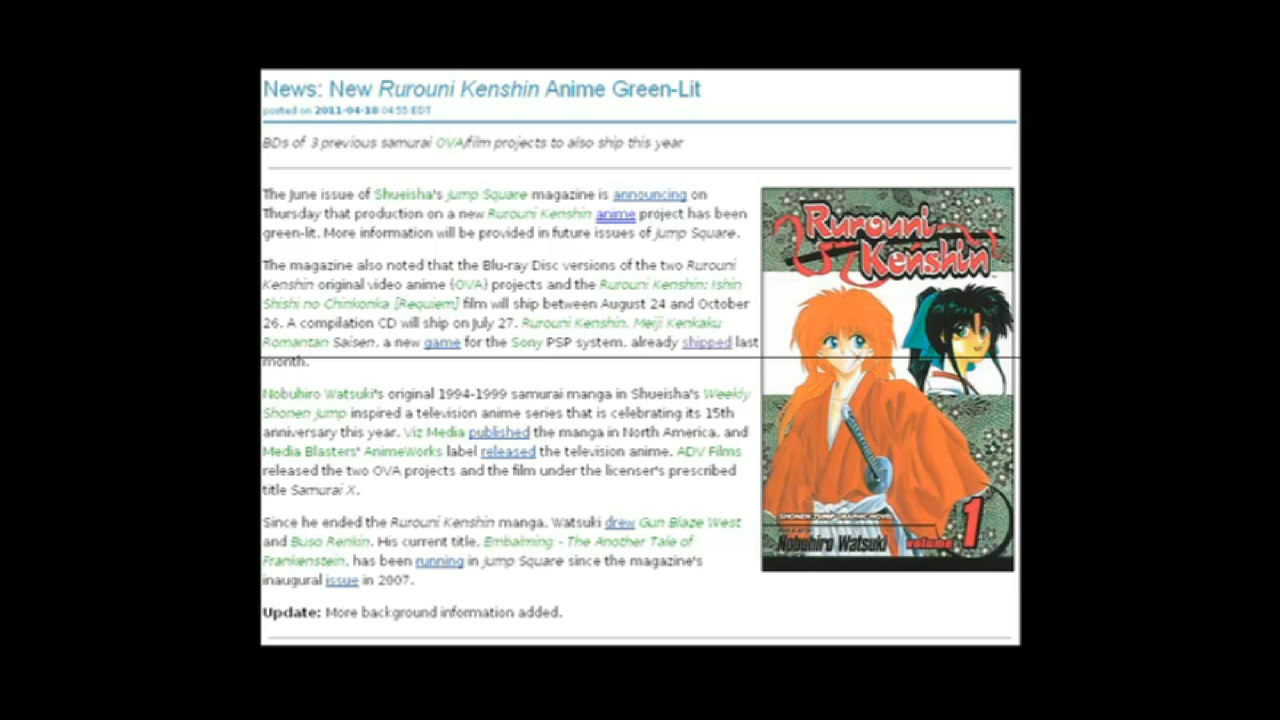 News: New Rurouni Kenshin Anime Green-Lit
posted on 2011-04-18 04:55 EDT
BDs of 3 previous samurai OVA/film projects to also ship this year
The June issue of Shueisha's Jump Square magazine is announcing on
Thursday that production on a new Rurouni Kenshin anime project has been
green-lit. More information will be provided in future issues of Jump Square.
The magazine also noted that the Blu-ray Disc versions of the two Rurouni
Kenshin original video anime (OVA) projects and the Rurouni Kenshin: Ishin
Shishi no Chinkonka [Requiem] film will ship between August 24 and October
26. A compilation CD will ship on July 27. Rurouni Kenshin. Meiji Kenkaku
Romantan Saisen, a new game for the Sony PSP system, already shipped last
month.
Nobuhiro Watsuki's original 1994-1999 samurai manga in Shueisha's Weekly
Shonen Jump inspired a television anime series that is celebrating its 15th
anniversary this year. Viz Media published the manga in North America, and
Media Blasters' AnimeWorks label released the television anime. ADV Films
released the two OVA projects and the film under the licenser's prescribed
title Samurai X.
Since he ended the Rurouni Kenshin manga, Watsuki drew Gun Blaze West
and Buso Renkin. His current title, Embalming - The Another Tale of
Frankenstein, has been running in Jump Square since the magazine's
inaugural issue in 2007.
Update: More background information added.
Rurouni
Kenshin
SHONEN JUMP GRAPHIC NOVEL
Nobuhiro Watsuki
volume 1